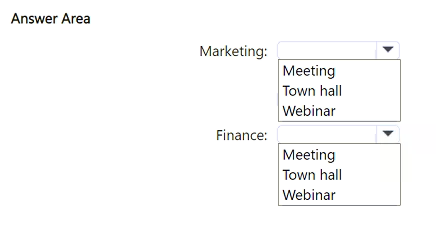 Answer Area
Marketing:
Meeting
Town hall
Webinar
Finance:
Meeting
Town hall
Webinar